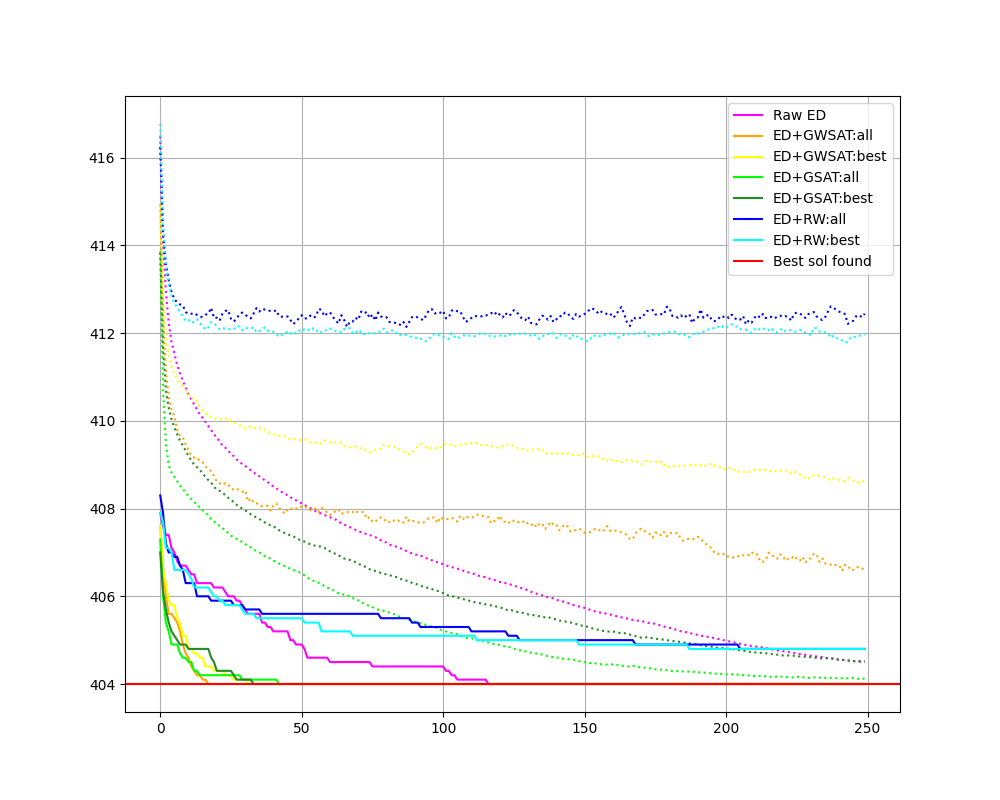 Raw ED
ED+GWSAT:all
ED+GWSAT:best
ED+GSAT:all
ED+GSAT:best
ED+RW:all
ED+RW:best
Best sol found
416
414
412
410
408
406
404
0 50 100 150 200 250